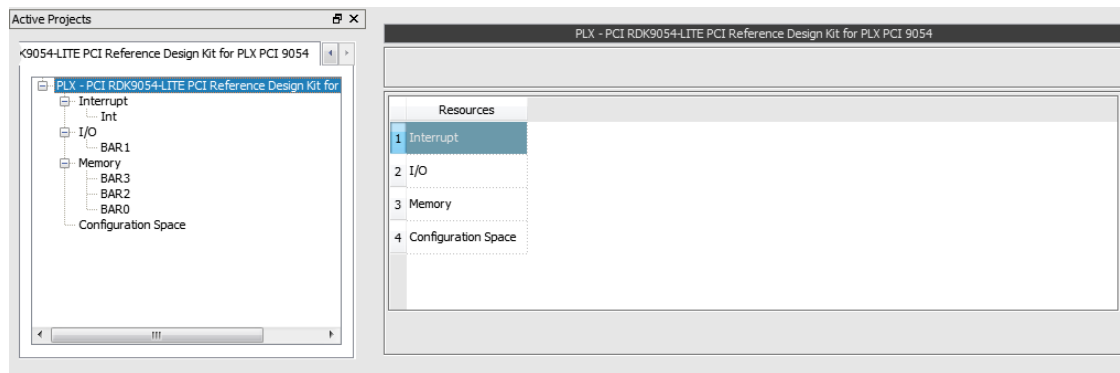 Active Projects
K9054-LITE PCI Reference Design Kit for PLX PCI 9054
PLX - PCI RDK9054-LITE PCI Reference Design Kit for
Interrupt
Int
I/O
BAR1
Memory
BAR3
BAR2
BAR0
Configuration Space
PLX - PCI RDK9054-LITE PCI Reference Design Kit for PLX PCI 9054
Resources
1 Interrupt
2 I/O
3 Memory
4 Configuration Space